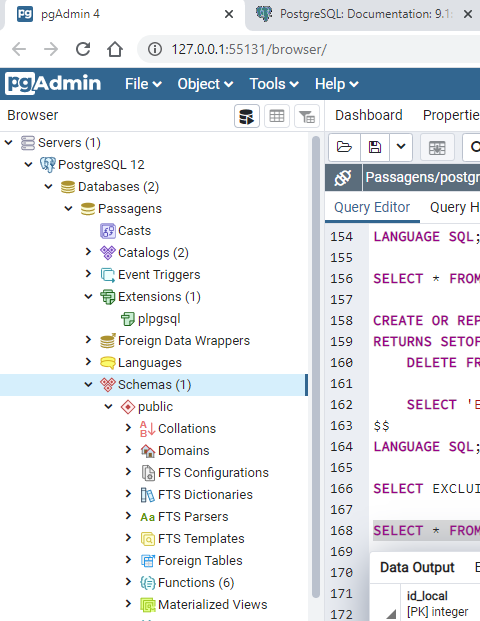 pgAdmin 4
PostgreSQL: Documentation: 9.1:
127.0.0.1:55131/browser/
pgAdmin File Object Tools Help
Browser
Dashboard Properties
Servers (1)
PostgreSQL 12
Databases (2)
Passagens
Casts
Catalogs (2)
Event Triggers
Extensions (1)
plpgsql
Foreign Data Wrappers
Languages
Schemas (1)
public
Collations
Domains
FTS Configurations
FTS Dictionaries
FTS Parsers
FTS Templates
Foreign Tables
Functions (6)
Materialized Views
Passagens/postgr
Query Editor Query H
154 LANGUAGE SQL;
155
156 SELECT * FROM
157
158 CREATE OR REP
159 RETURNS SETOF
160 DELETE FR
161
162 SELECT 'E
163 $$
164 LANGUAGE SQL;
165
166 SELECT EXCLUI
167
168 SELECT * FROM
169
170
171
172
Data Output E
id_local
[PK] integer